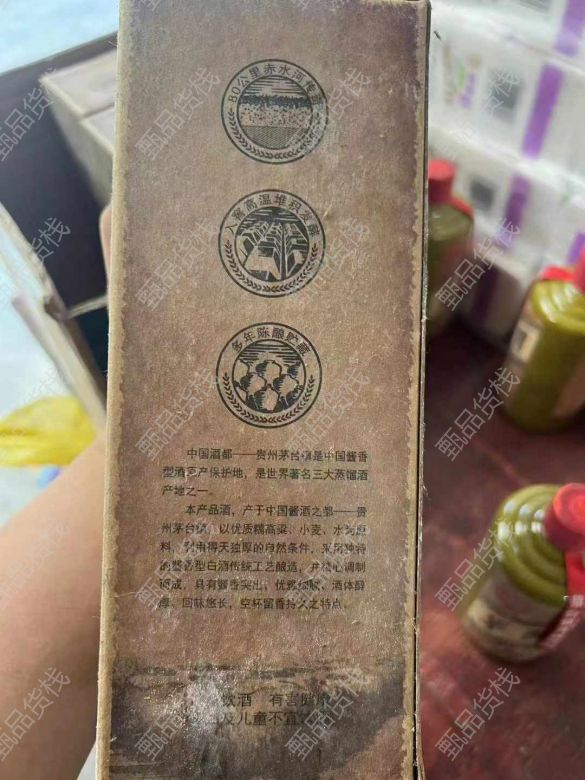 80公里赤水河传奇
入窖高温堆积发酵
多年陈酿贮藏
中国酒都——贵州茅台镇是中国酱香
型酒原产保护地，是世界著名三大蒸馏酒
产地之一。
本产品酒，产于中国酱酒之都——贵
州茅台镇，以优质糯高粱、小麦、水为原
料，利用得天独厚的自然条件，采用独特
的酱香型白酒传统工艺酿造，并精心调制
而成，具有酱香突出、优雅细腻、酒体醇
厚、回味悠长，空杯留香持久之特点。
饮酒 有害健康
及儿童不宜
甄品货栈